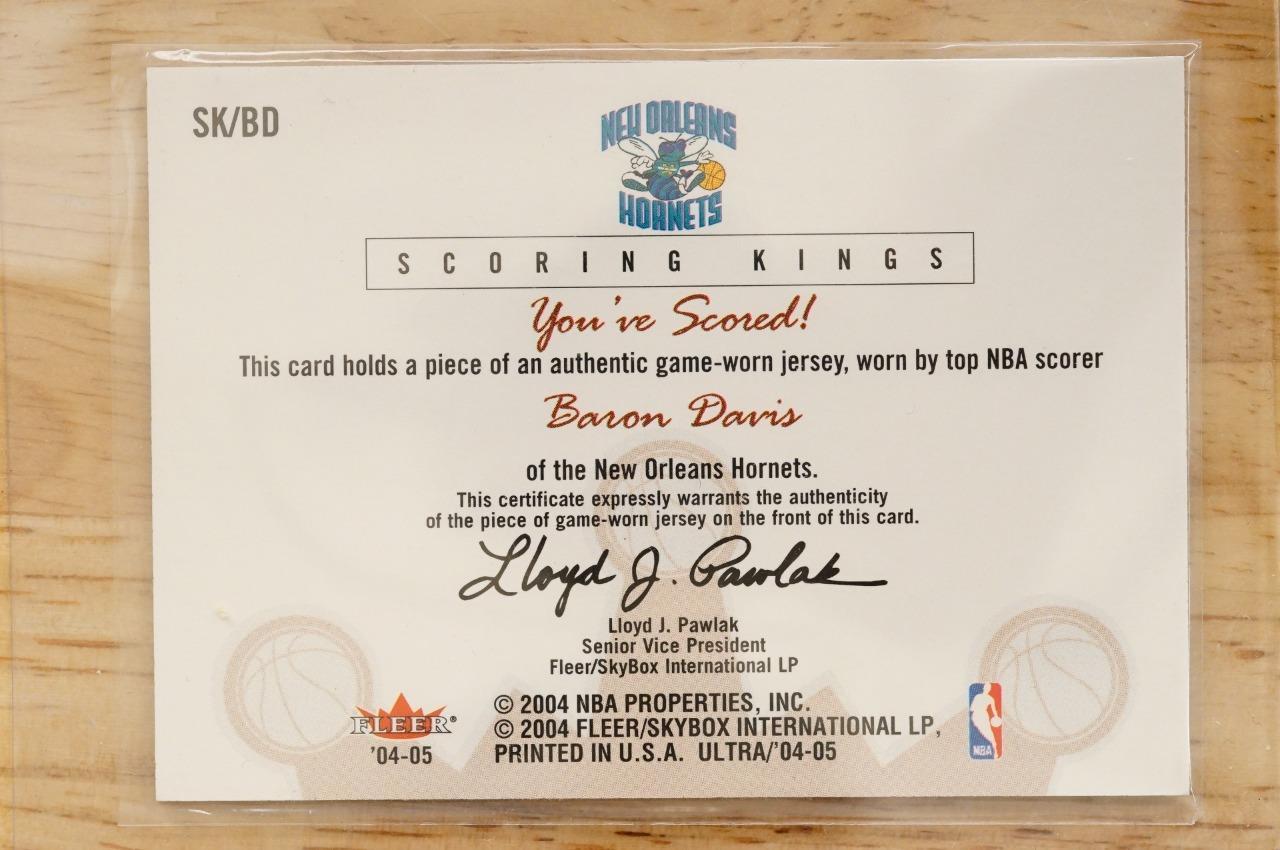 SK/BD
NEW ORLEANS
HORNETS
SCORING KINGS
You've Scored!
This card holds a piece of an authentic game-worn jersey, worn by top NBA scorer
Baron Davis
of the New Orleans Hornets.
This certificate expressly warrants the authenticity
of the piece of game-worn jersey on the front of this card.
Lloyd J. Pawlak
Lloyd J. Pawlak
Senior Vice President
Fleer/SkyBox International LP
FLEER®
'04-05
© 2004 NBA PROPERTIES, INC.
© 2004 FLEER/SKYBOX INTERNATIONAL LP,
PRINTED IN U.S.A. ULTRA/'04-05
NBA